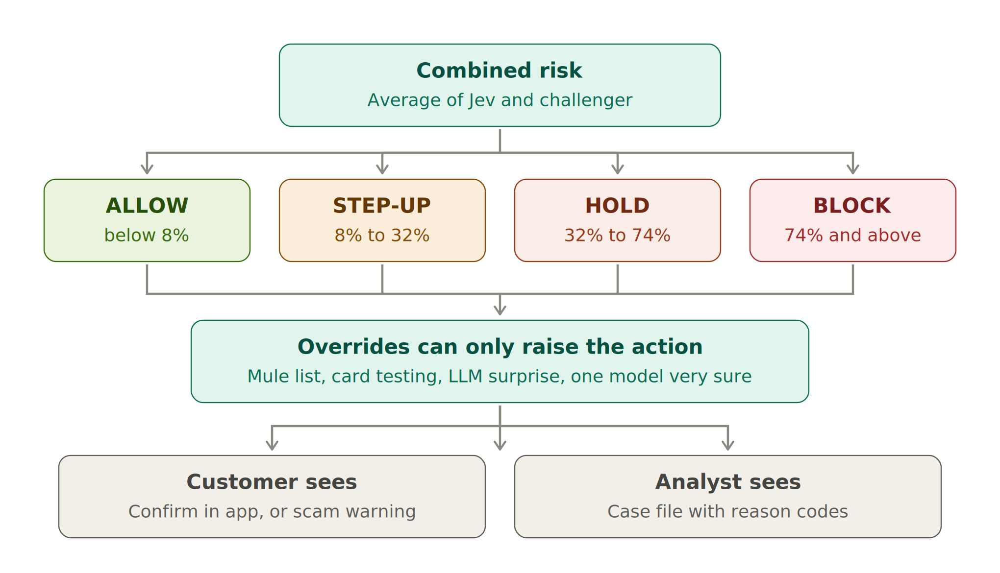 Combined risk
Average of Jev and challenger
ALLOW
below 8%
STEP-UP
8% to 32%
HOLD
32% to 74%
BLOCK
74% and above
Overrides can only raise the action
Mule list, card testing, LLM surprise, one model very sure
Customer sees
Confirm in app, or scam warning
Analyst sees
Case file with reason codes